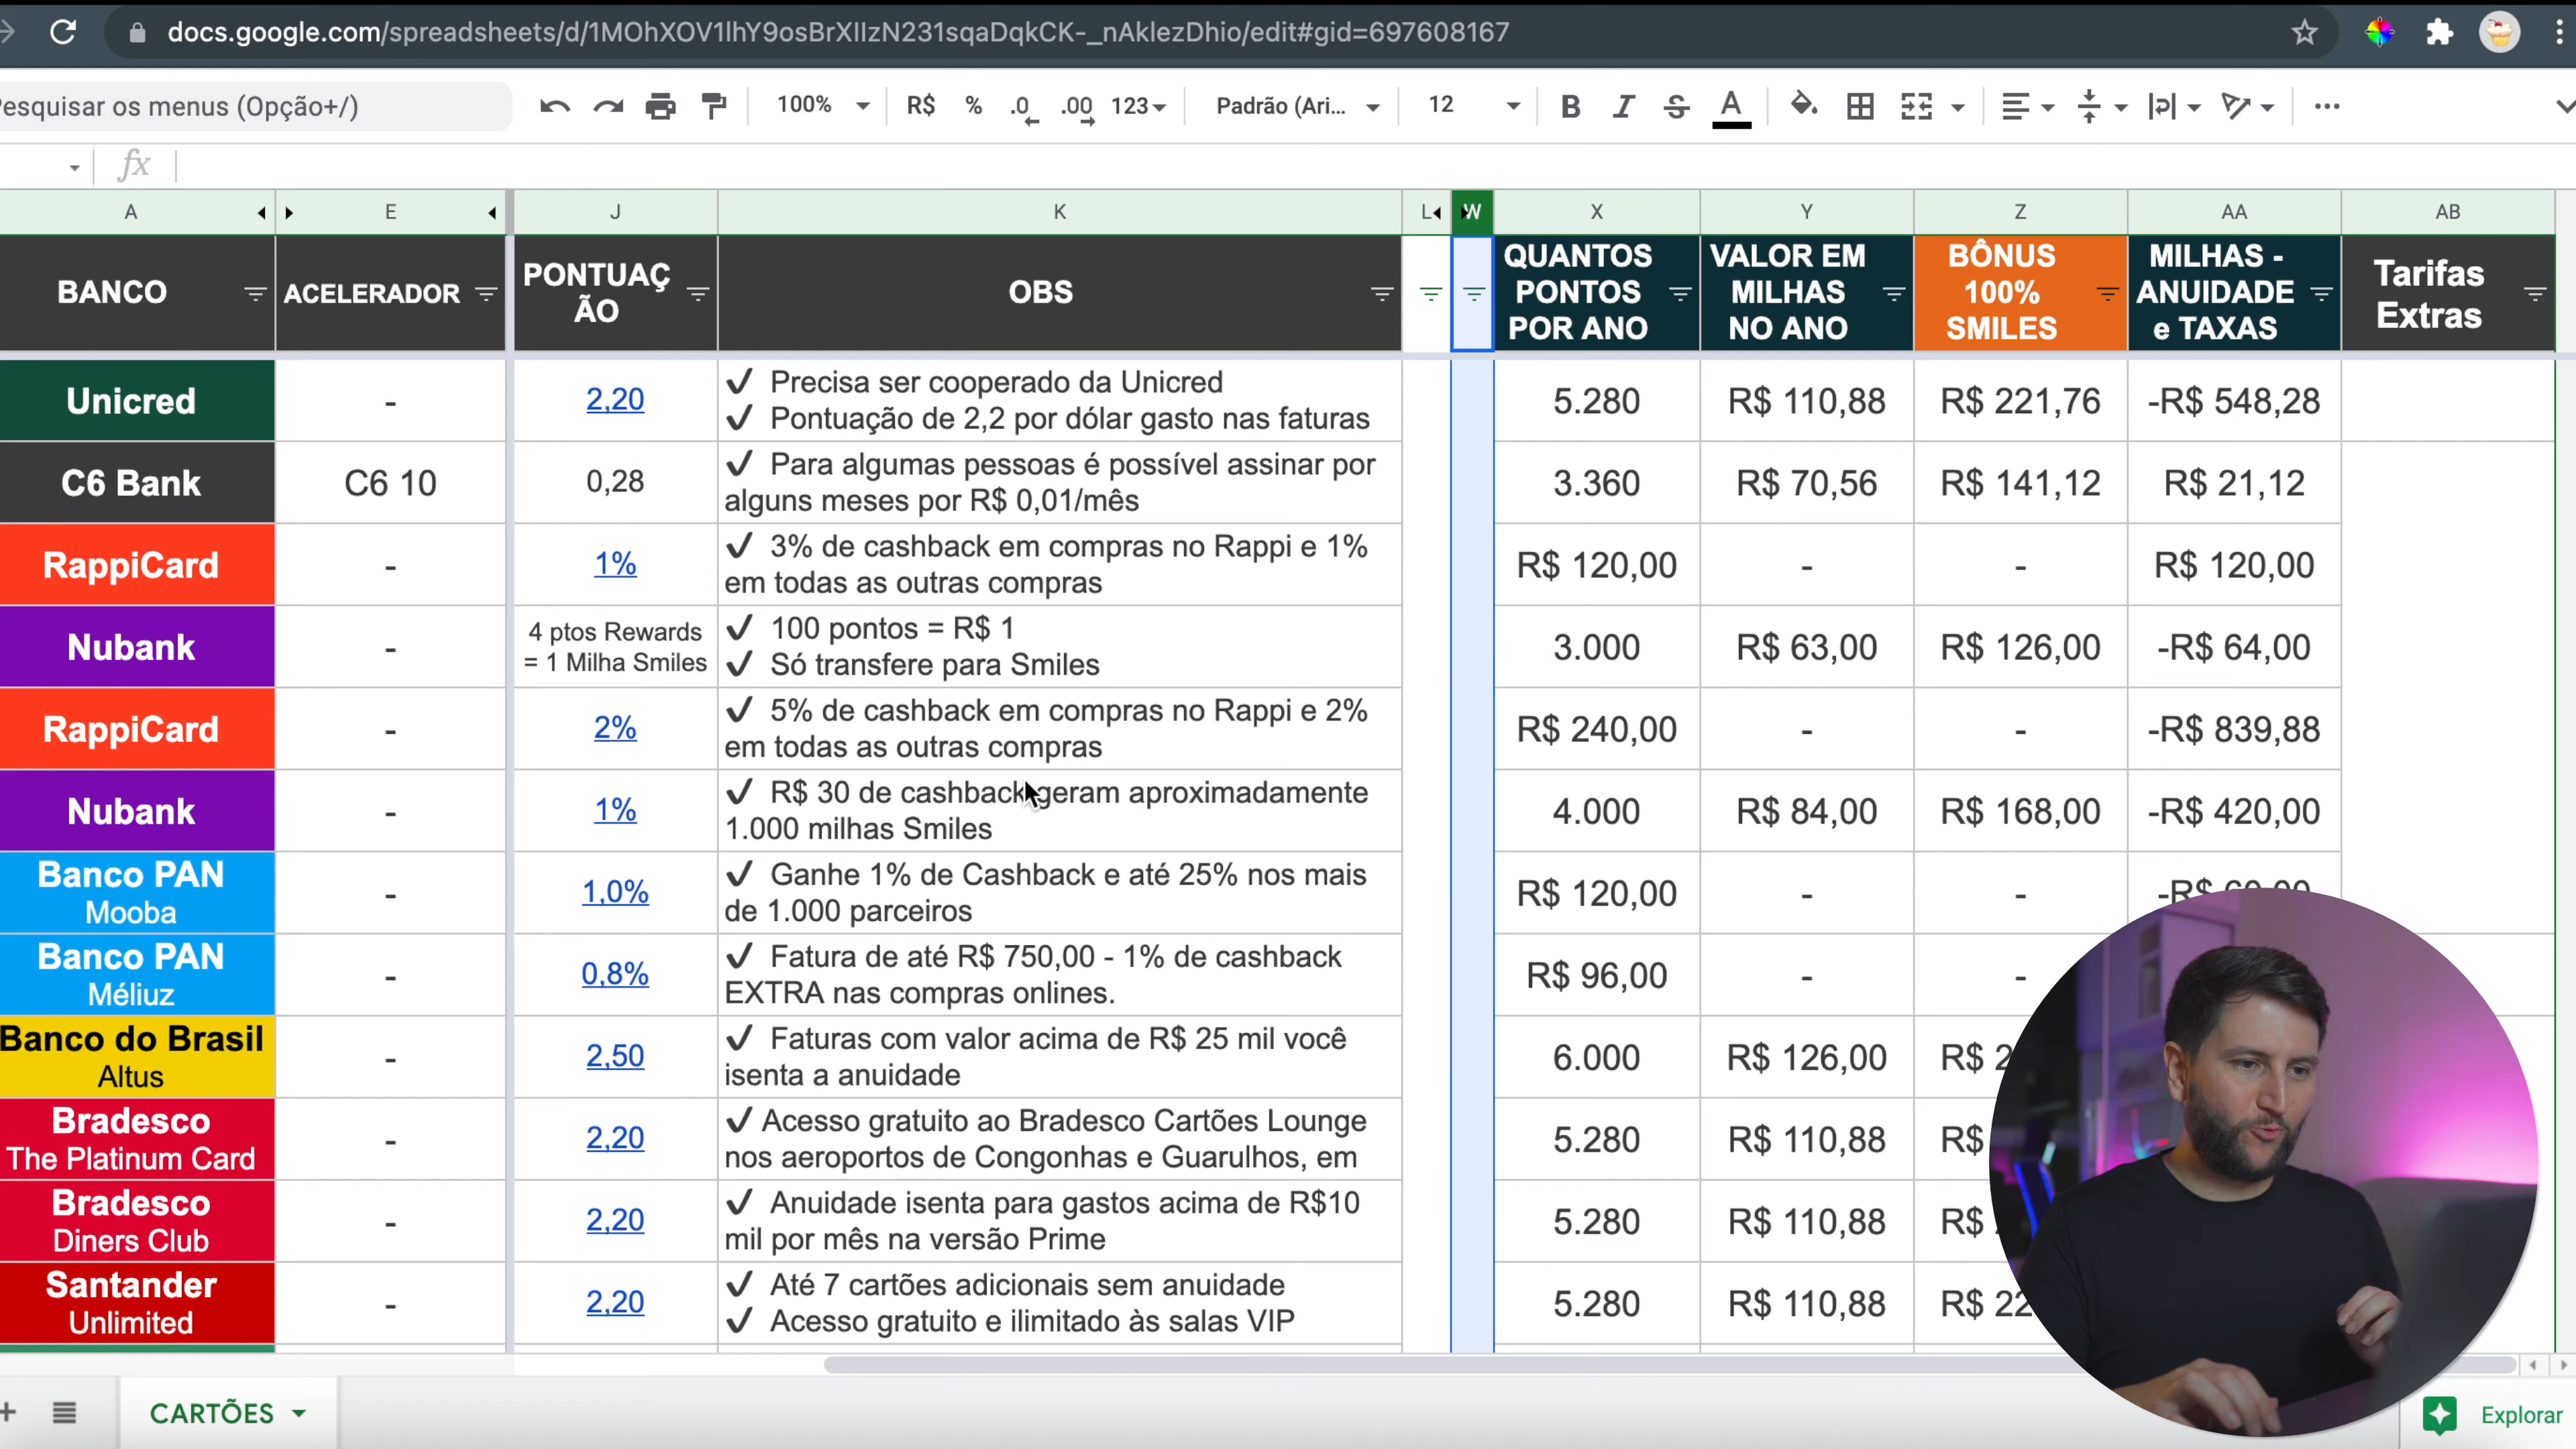 docs.google.com/spreadsheets/d/1MOhXOV1lhY9osBrXIIzN231sqaDqkCK-_nAklezDhio/edit#gid=697608167
esquisar os menus (Opção+/)
100% R$ % .0 .00 123 Padrão (Ari... 12 B I S A
fx
A E J K L W X Y Z AA AB
BANCO
ACELERADOR
PONTUAÇ
ÃO
OBS
QUANTOS
PONTOS
POR ANO
VALOR EM
MILHAS
NO ANO
BÔNUS
100%
SMILES
MILHAS -
ANUIDADE
e TAXAS
Tarifas
Extras
Unicred
-
2,20
✓ Precisa ser cooperado da Unicred
✓ Pontuação de 2,2 por dólar gasto nas faturas
5.280
R$ 110,88
R$ 221,76
-R$ 548,28
C6 Bank
C6 10
0,28
✓ Para algumas pessoas é possível assinar por
alguns meses por R$ 0,01/mês
3.360
R$ 70,56
R$ 141,12
R$ 21,12
RappiCard
-
1%
✓ 3% de cashback em compras no Rappi e 1%
em todas as outras compras
R$ 120,00
-
-
R$ 120,00
Nubank
-
4 ptos Rewards
= 1 Milha Smiles
✓ 100 pontos = R$ 1
✓ Só transfere para Smiles
3.000
R$ 63,00
R$ 126,00
-R$ 64,00
RappiCard
-
2%
✓ 5% de cashback em compras no Rappi e 2%
em todas as outras compras
R$ 240,00
-
-
-R$ 839,88
Nubank
-
1%
✓ R$ 30 de cashback geram aproximadamente
1.000 milhas Smiles
4.000
R$ 84,00
R$ 168,00
-R$ 420,00
Banco PAN
Mooba
-
1,0%
✓ Ganhe 1% de Cashback e até 25% nos mais
de 1.000 parceiros
R$ 120,00
-
-
-R$
Banco PAN
Méliuz
-
0,8%
✓ Fatura de até R$ 750,00 - 1% de cashback
EXTRA nas compras onlines.
R$ 96,00
-
-
Banco do Brasil
Altus
-
2,50
✓ Faturas com valor acima de R$ 25 mil você
isenta a anuidade
6.000
R$ 126,00
R$ 2
Bradesco
The Platinum Card
-
2,20
✓ Acesso gratuito ao Bradesco Cartões Lounge
nos aeroportos de Congonhas e Guarulhos, em
5.280
R$ 110,88
R$
Bradesco
Diners Club
-
2,20
✓ Anuidade isenta para gastos acima de R$10
mil por mês na versão Prime
5.280
R$ 110,88
R$
Santander
Unlimited
-
2,20
✓ Até 7 cartões adicionais sem anuidade
✓ Acesso gratuito e ilimitado às salas VIP
5.280
R$ 110,88
R$ 22
CARTÕES
Explorar